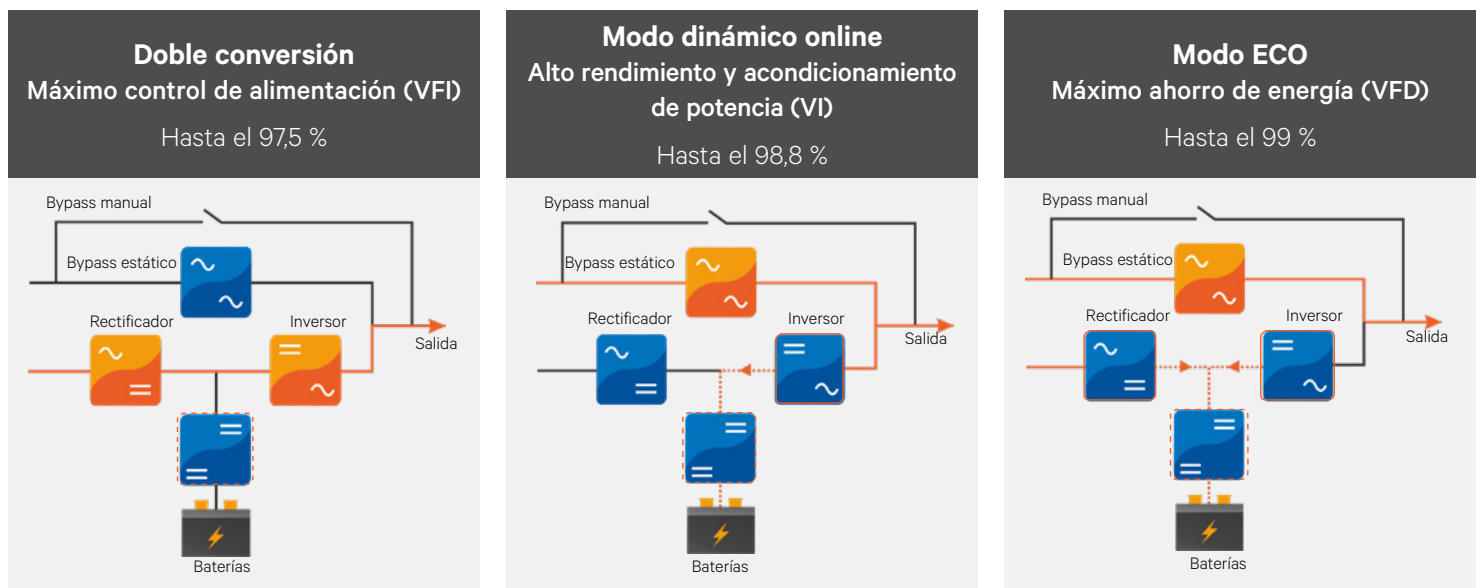 Doble conversión
Máximo control de alimentación (VFI)
Hasta el 97,5 %
Bypass manual
Bypass estático
Rectificador
Inversor
Salida
Baterías
Modo dinámico online
Alto rendimiento y acondicionamiento
de potencia (VI)
Hasta el 98,8 %
Bypass manual
Bypass estático
Rectificador
Inversor
Salida
Baterías
Modo ECO
Máximo ahorro de energía (VFD)
Hasta el 99 %
Bypass manual
Bypass estático
Rectificador
Inversor
Salida
Baterías